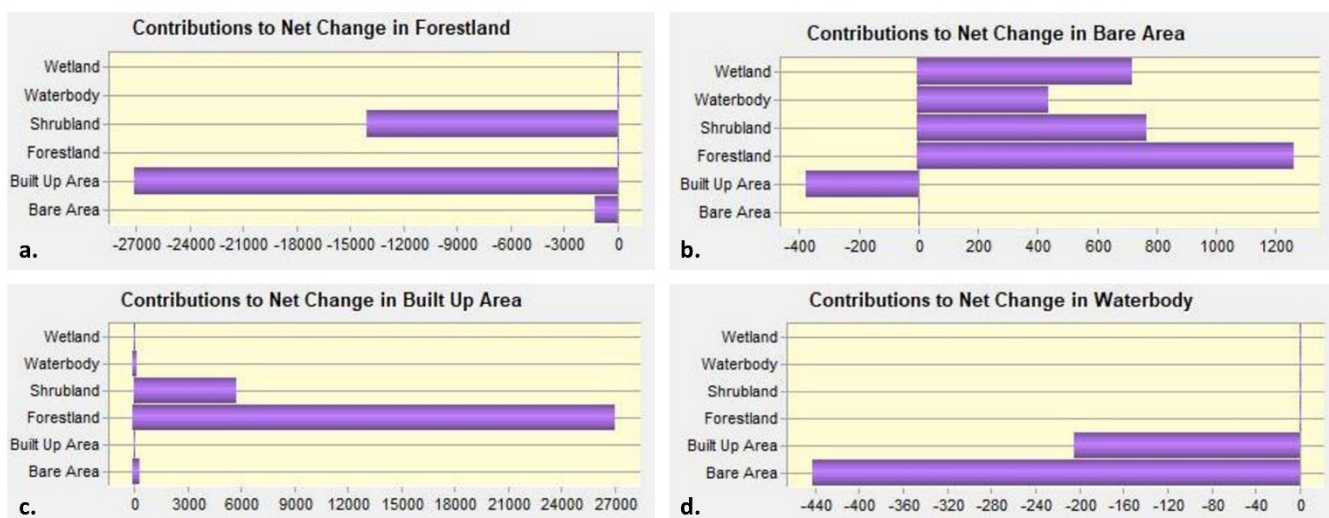 Contributions to Net Change in Forestland
Wetland
Waterbody
Shrubland
Forestland
Built Up Area
Bare Area
-27000 -24000 -21000 -18000 -15000 -12000 -9000 -6000 -3000 0
a.
Contributions to Net Change in Bare Area
Wetland
Waterbody
Shrubland
Forestland
Built Up Area
Bare Area
-400 -200 0 200 400 600 800 1000 1200
b.
Contributions to Net Change in Built Up Area
Wetland
Waterbody
Shrubland
Forestland
Built Up Area
Bare Area
0 3000 6000 9000 12000 15000 18000 21000 24000 27000
c.
Contributions to Net Change in Waterbody
Wetland
Waterbody
Shrubland
Forestland
Built Up Area
Bare Area
-440 -400 -360 -320 -280 -240 -200 -160 -120 -80 -40 0
d.